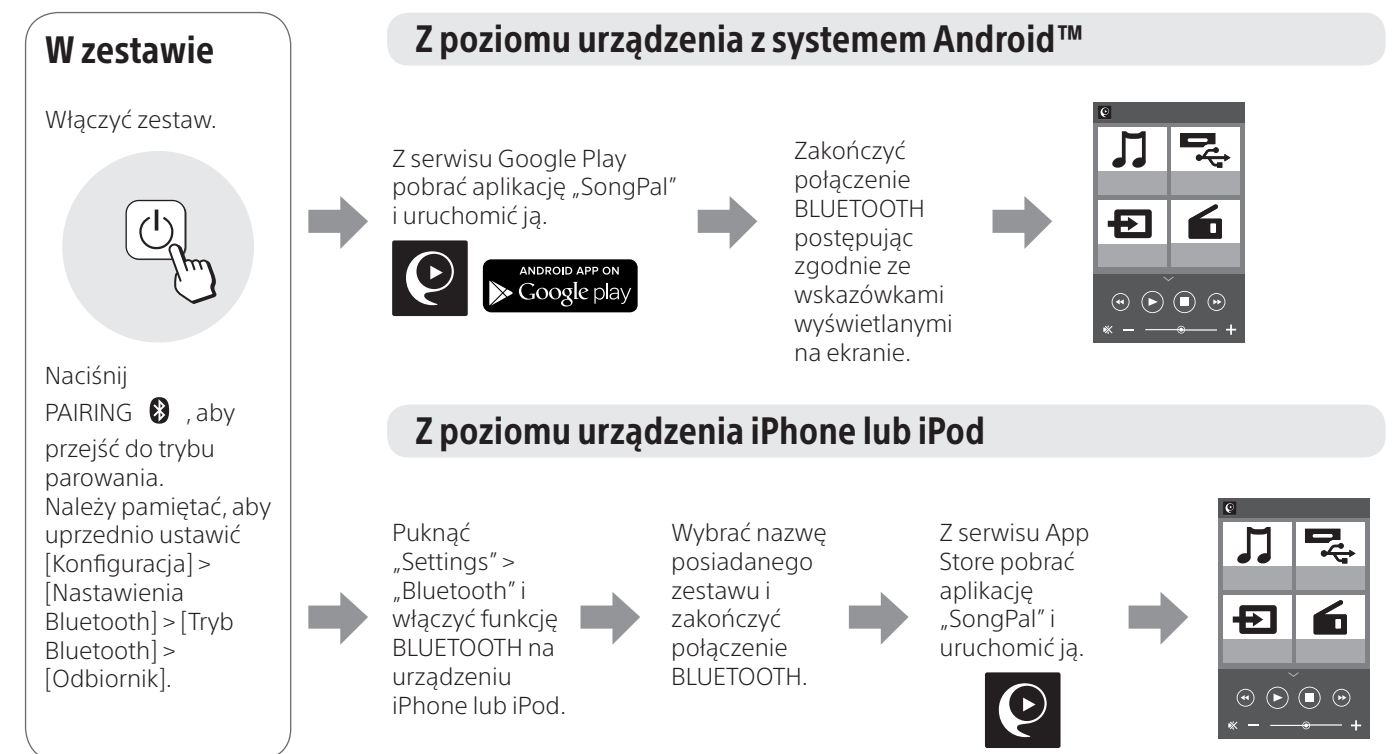 W zestawie
Włączyć zestaw.
Naciśnij
PAIRING , aby
przejść do trybu
parowania.
Należy pamiętać, aby
uprzednio ustawić
[Konfiguracja] >
[Nastawienia
Bluetooth] > [Tryb
Bluetooth] >
[Odbiornik].
Z poziomu urządzenia z systemem Android™
Z serwisu Google Play
pobrać aplikację „SongPal”
i uruchomić ją.
ANDROID APP ON
Google play
Zakończyć
połączenie
BLUETOOTH
postępując
zgodnie ze
wskazówkami
wyświetlanymi
na ekranie.
Z poziomu urządzenia iPhone lub iPod
Puknąć
„Settings” >
„Bluetooth” i
włączyć funkcję
BLUETOOTH na
urządzeniu
iPhone lub iPod.
Wybrać nazwę
posiadanego
zestawu i
zakończyć
połączenie
BLUETOOTH.
Z serwisu App
Store pobrać
aplikację
„SongPal” i
uruchomić ją.